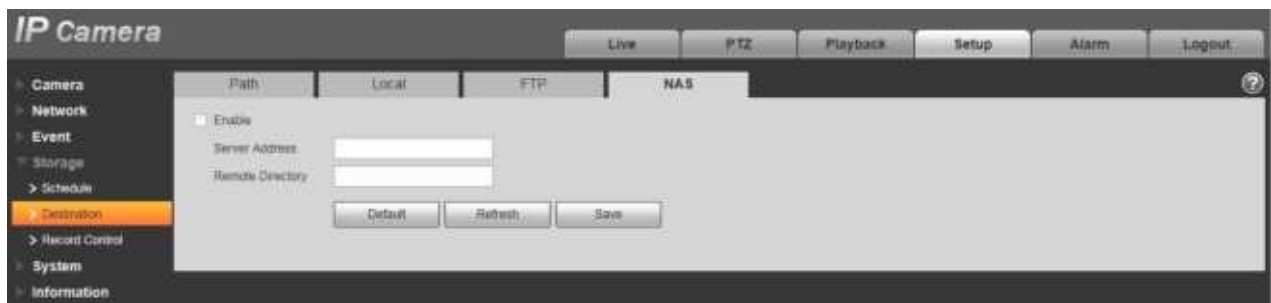 IP Camera
Live PTZ Playback Setup Alarm Logout
Path Local FTP NAS ?
Camera
Network
Event
Storage
> Schedule
> Destination
> Record Control
System
Information
Enable
Server Address
Remote Directory
Default Refresh Save